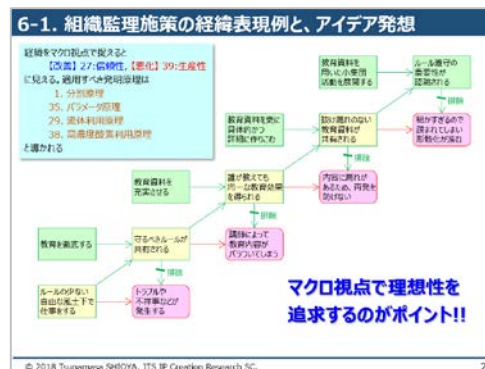 6-1. 組織監理施策の経緯表現例と、アイデア発想
経緯をマクロ視点で捉えると
【改善】27:信頼性,【悪化】39:生産性
に見える。適用すべき発明原理は
1. 分割原理
35. パラメータ原理
29. 流体利用原理
38. 高濃度酸素利用原理
と導かれる
教育資料を
用いた小集団
活動を展開する
ルール遵守の
重要性が
認識される
排除
教育資料を更に
具体的かつ
詳細に作りこむ
抜け漏れのない
教育資料が
共有される
細かすぎるので
読まれてしまい
形骸化が進む
排除
教育資料を
充実させる
誰が教えても
均一な教育効果
を得られる
内容に漏れが
あるため、再発を
防げない
排除
教育を徹底する
守るべきルールが
共有される
講師によって
教育内容が
バラついてしまう
排除
ルールの少ない
自由な風土下で
仕事をする
トラブルや
不祥事などが
発生する
マクロ視点で理想性を
追求するのがポイント!!
© 2018 Tsunamasa SHIOYA, ITS IP Creation Research SC.